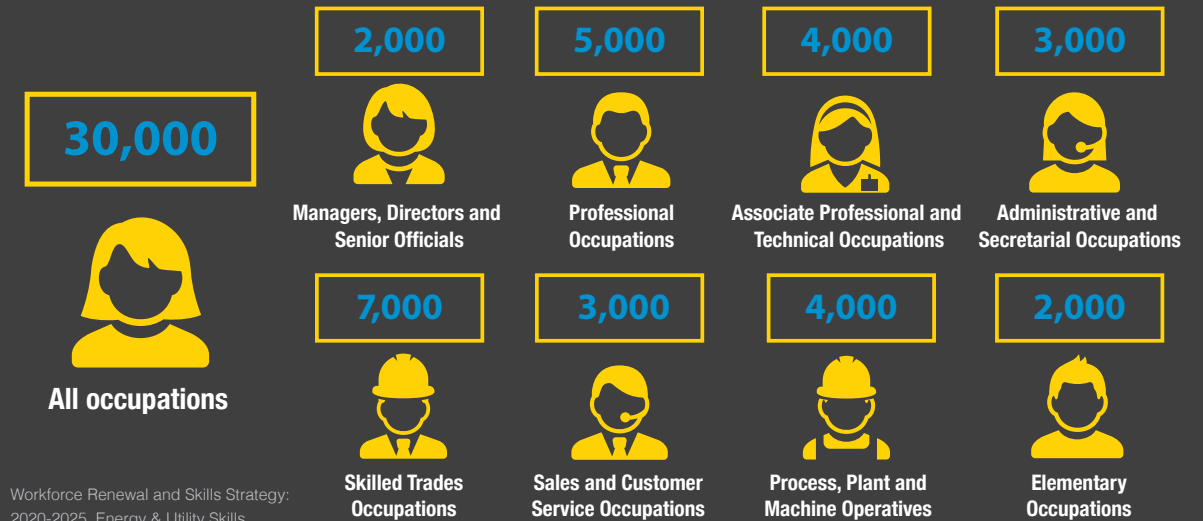 30,000
All occupations
2,000
Managers, Directors and
Senior Officials
5,000
Professional
Occupations
4,000
Associate Professional and
Technical Occupations
3,000
Administrative and
Secretarial Occupations
7,000
Skilled Trades
Occupations
3,000
Sales and Customer
Service Occupations
4,000
Process, Plant and
Machine Operatives
2,000
Elementary
Occupations
Workforce Renewal and Skills Strategy:
2020-2025, Energy & Utility Skills